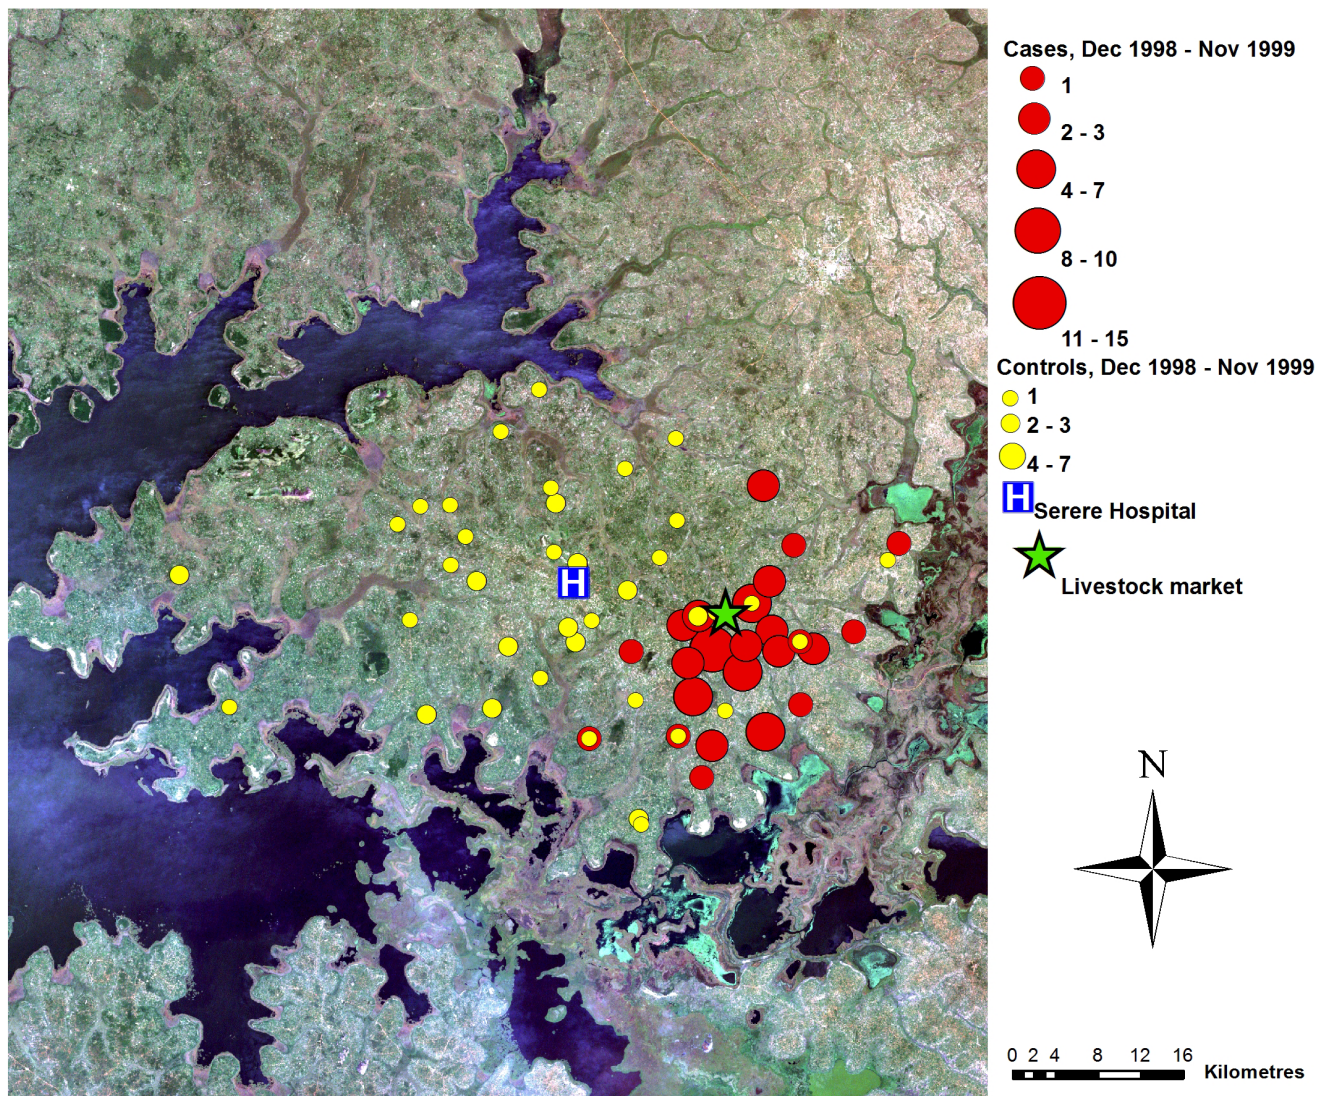 Cases, Dec 1998 - Nov 1999
1
2 - 3
4 - 7
8 - 10
11 - 15
Controls, Dec 1998 - Nov 1999
1
2 - 3
4 - 7
H Serere Hospital
Livestock market
H
N
0 2 4 8 12 16 Kilometres